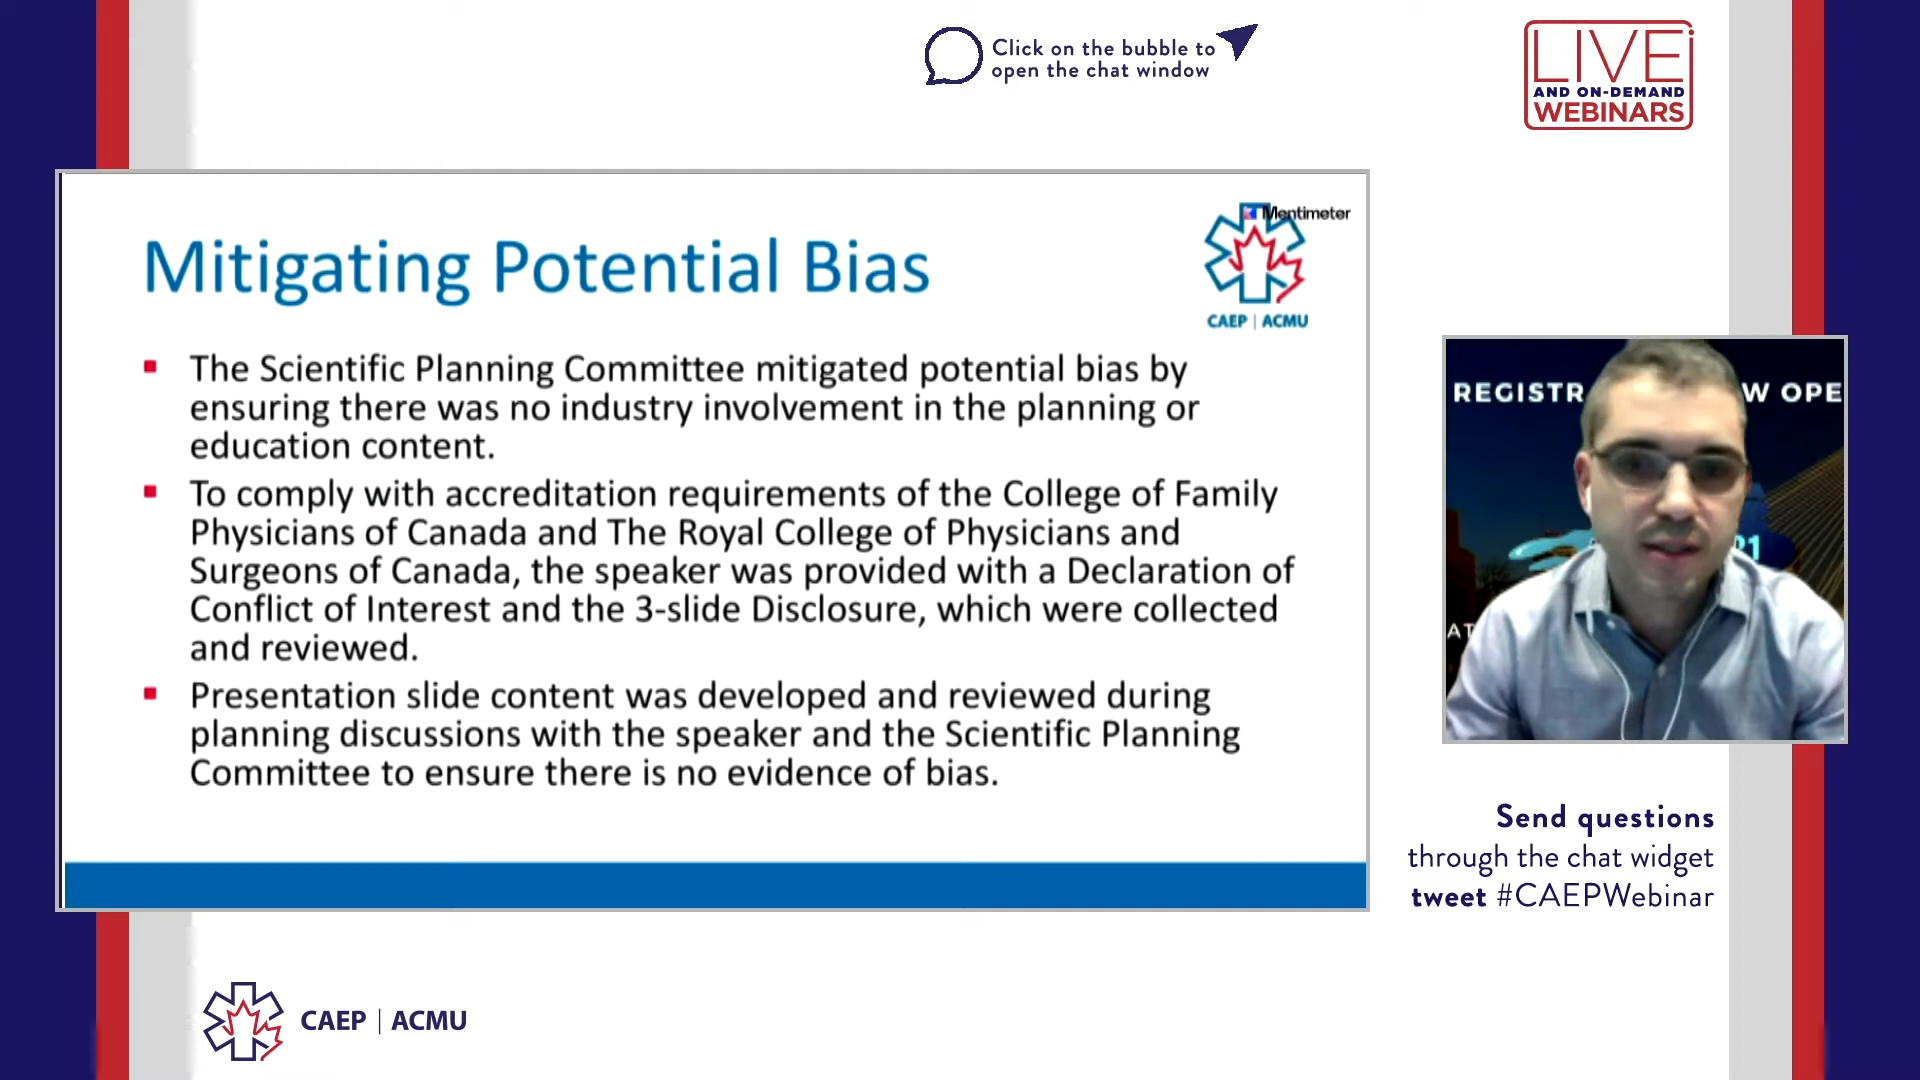 Click on the bubble to
open the chat window
LIVE
AND ON-DEMAND
WEBINARS
Mentimeter
CAEP | ACMU
Mitigating Potential Bias
▪ The Scientific Planning Committee mitigated potential bias by
ensuring there was no industry involvement in the planning or
education content.
▪ To comply with accreditation requirements of the College of Family
Physicians of Canada and The Royal College of Physicians and
Surgeons of Canada, the speaker was provided with a Declaration of
Conflict of Interest and the 3-slide Disclosure, which were collected
and reviewed.
▪ Presentation slide content was developed and reviewed during
planning discussions with the speaker and the Scientific Planning
Committee to ensure there is no evidence of bias.
REGISTR W OPE
21
AT
Send questions
through the chat widget
tweet #CAEPWebinar
CAEP | ACMU